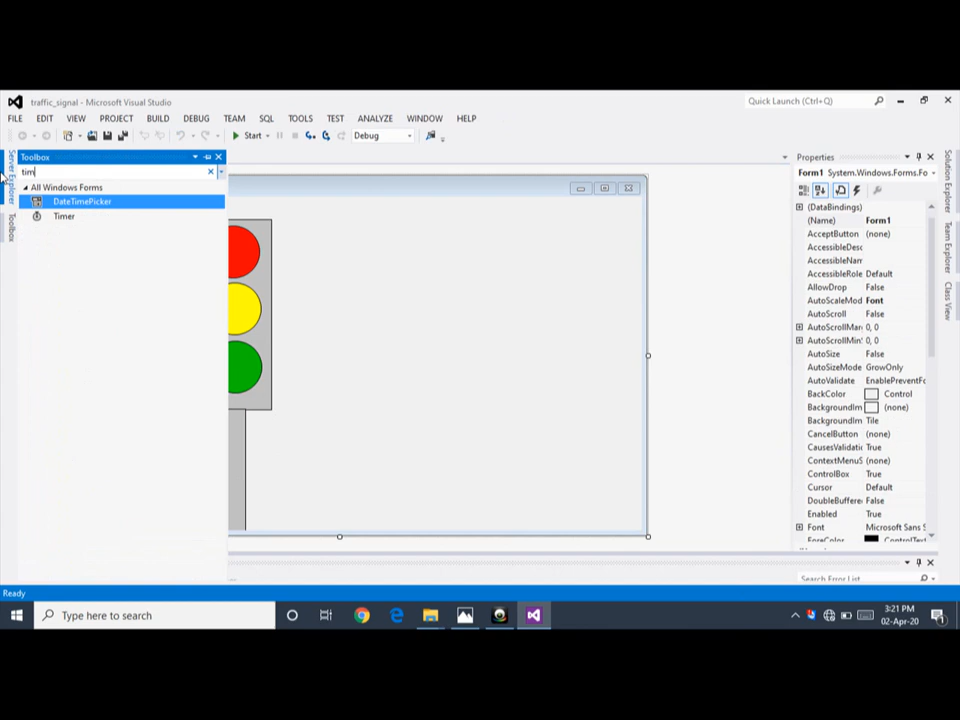 traffic_signal - Microsoft Visual Studio
Quick Launch (Ctrl+Q)
FILE EDIT VIEW PROJECT BUILD DEBUG TEAM SQL TOOLS TEST ANALYZE WINDOW HELP
Start Debug
Server Explorer
Toolbox
Toolbox
tim
All Windows Forms
DateTimePicker
Timer
Properties
Form1 System.Windows.Forms.Fo
(DataBindings)
(Name) Form1
AcceptButton (none)
AccessibleDesc
AccessibleNam
AccessibleRole Default
AllowDrop False
AutoScaleMod Font
AutoScroll False
AutoScrollMar 0, 0
AutoScrollMin 0, 0
AutoSize False
AutoSizeMode GrowOnly
AutoValidate EnablePreventFo
BackColor Control
BackgroundIm (none)
BackgroundIm Tile
CancelButton (none)
CausesValidati True
ContextMenuS (none)
ControlBox True
Cursor Default
DoubleBuffere False
Enabled True
Font Microsoft Sans S
ForeColor ControlText
Solution Explorer
Team Explorer
Class View
Search Error List
Ready
Type here to search
3:21 PM
02-Apr-20